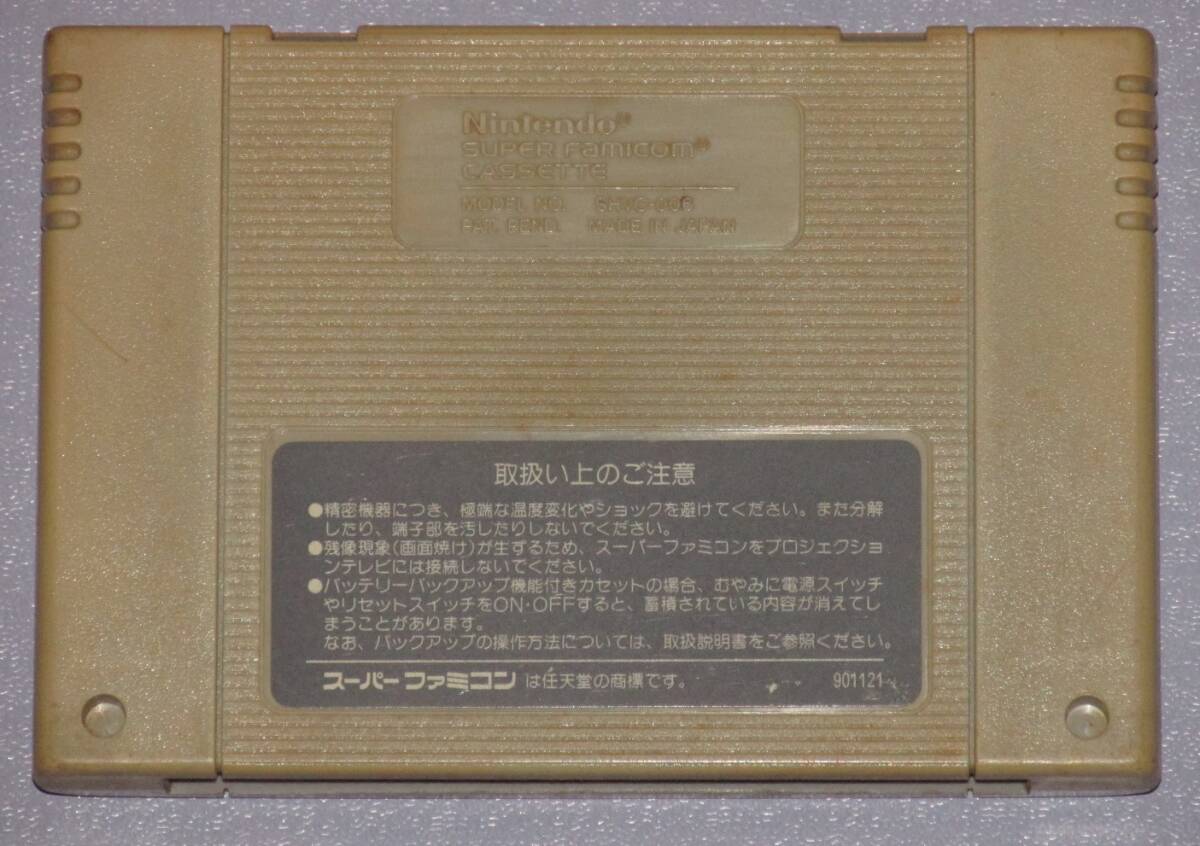 Nintendo®
SUPER FAMICOM®
CASSETTE
MODEL NO. SHVC-006
PAT. PEND. MADE IN JAPAN
取扱い上のご注意
●精密機器につき、極端な温度変化やショックを避けてください。また分解
したり、端子部を汚したりしないでください。
●残像現象(画面焼け)が生ずるため、スーパーファミコンをプロジェクショ
ンテレビには接続しないでください。
●バッテリーバックアップ機能付きカセットの場合、むやみに電源スイッチ
やリセットスイッチをON・OFFすると、蓄積されている内容が消えてし
まうことがあります。
なお、バックアップの操作方法については、取扱説明書をご参照ください。
スーパーファミコン は任天堂の商標です。 901121